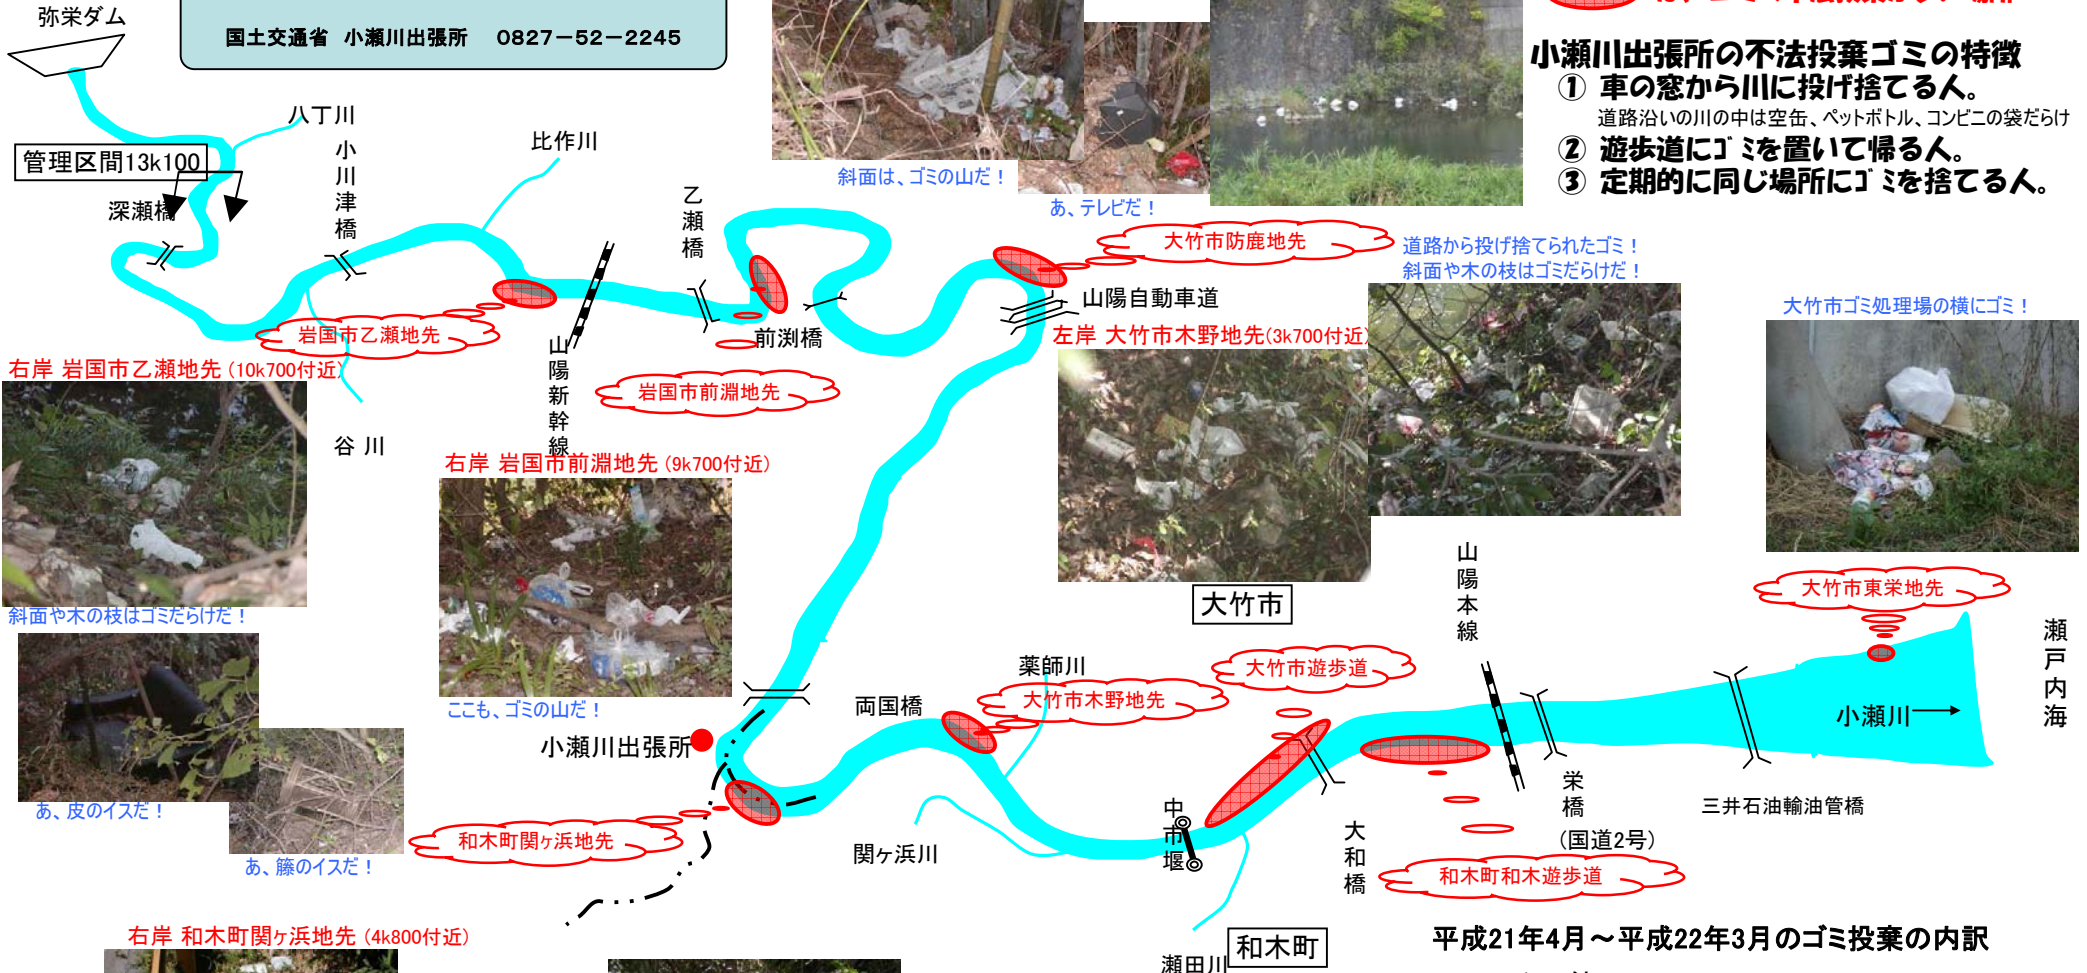 弥栄ダム
国土交通省 小瀬川出張所 0827-52-2245
小瀬川出張所の不法投棄ゴミの特徴
① 車の窓から川に投げ捨てる人。
道路沿いの川の中は空缶、ペットボトル、コンビニの袋だらけ
② 遊歩道にゴミを置いて帰る人。
③ 定期的に同じ場所にゴミを捨てる人。
八丁川
小川津橋
比作川
管理区間13k100
深瀬橋
乙瀬橋
斜面は、ゴミの山だ！
あ、テレビだ！
大竹市防鹿地先
道路から投げ捨てられたゴミ！
斜面や木の枝はゴミだらけだ！
山陽自動車道
大竹市ゴミ処理場の横にゴミ！
岩国市乙瀬地先
山陽新幹線
前渕橋
左岸 大竹市木野地先(3k700付近)
右岸 岩国市乙瀬地先(10k700付近)
岩国市前淵地先
谷川
右岸 岩国市前淵地先(9k700付近)
山陽本線
大竹市
大竹市東栄地先
斜面や木の枝はゴミだらけだ！
瀬戸内海
薬師川
大竹市遊歩道
大竹市木野地先
ここも、ゴミの山だ！
両国橋
小瀬川
小瀬川出張所
あ、皮のイスだ！
栄橋
(国道2号)
三井石油輸油管橋
中市堰
大和橋
和木町関ヶ浜地先
関ヶ浜川
あ、籐のイスだ！
和木町和木遊歩道
右岸 和木町関ヶ浜地先(4k800付近)
和木町
瀬田川
平成21年4月～平成22年3月のゴミ投棄の内訳